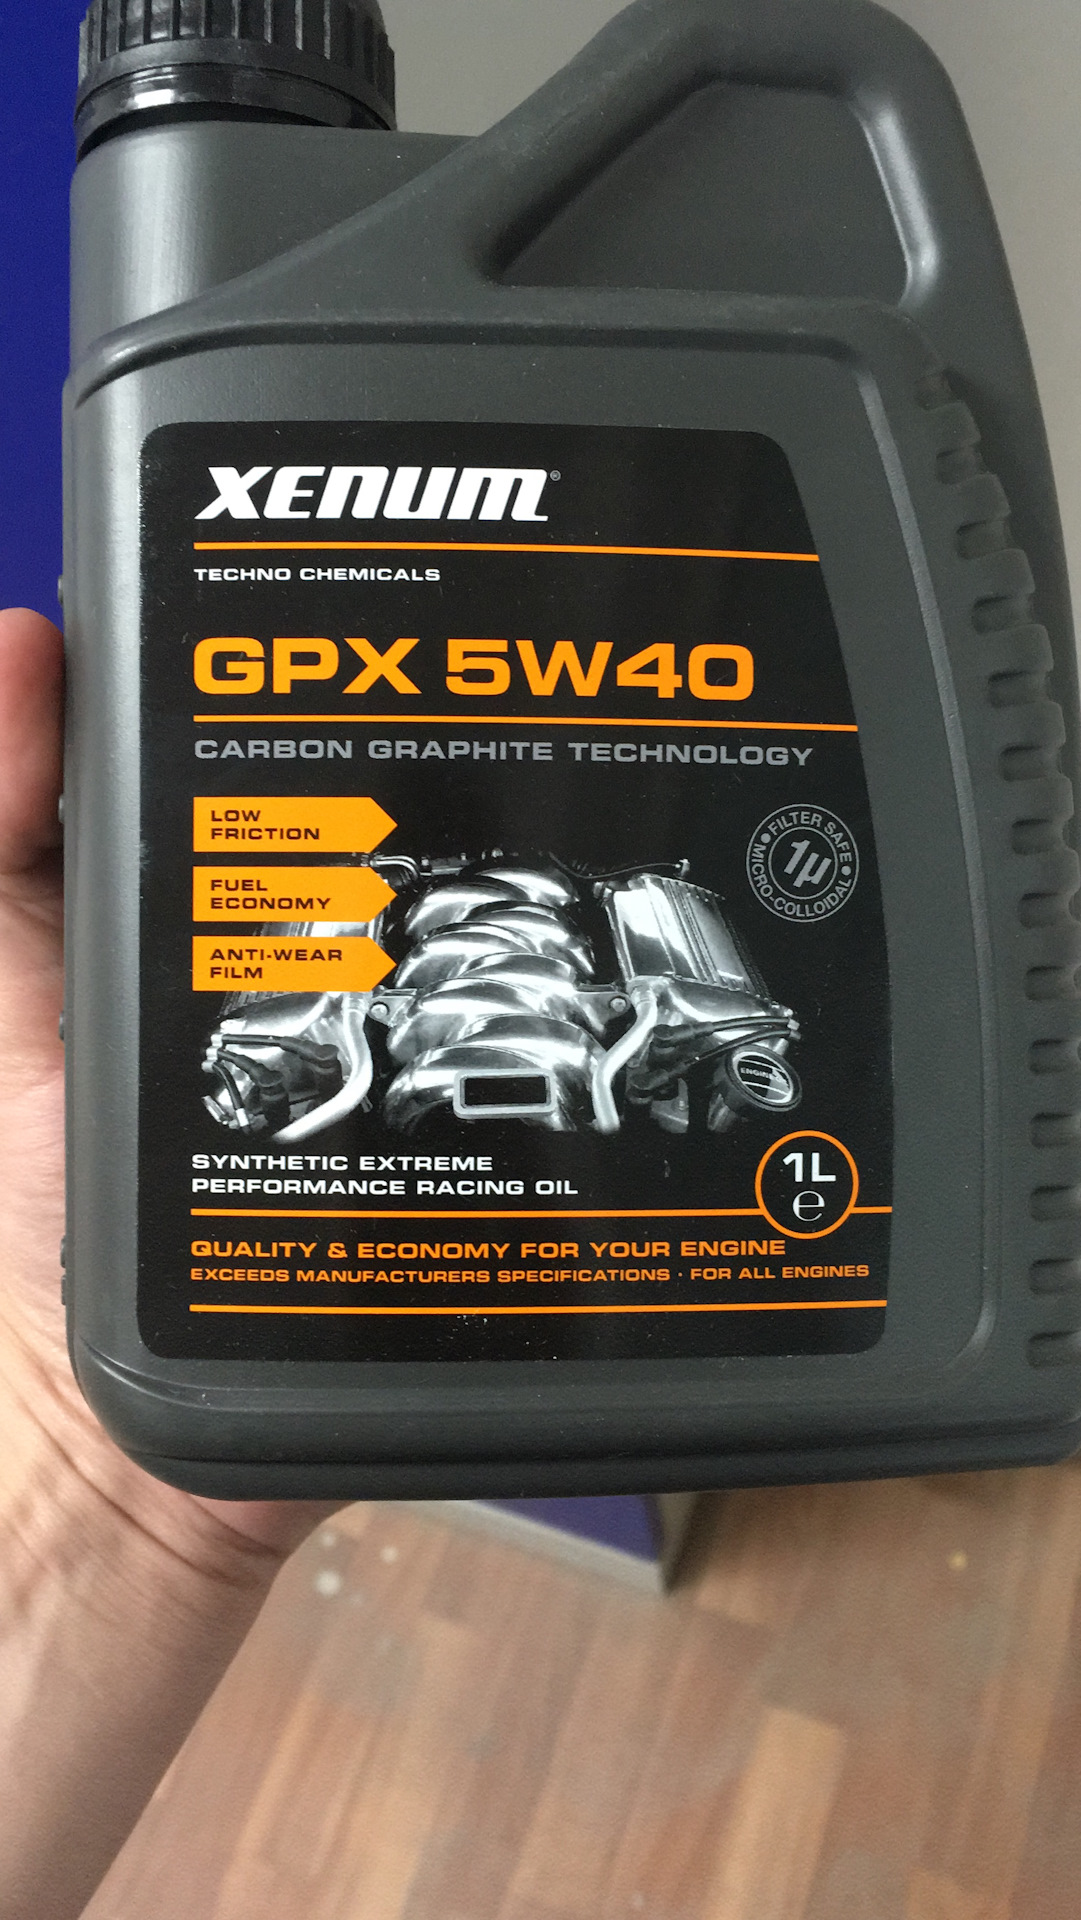 XENUM®
TECHNO CHEMICALS
GPX 5W40
CARBON GRAPHITE TECHNOLOGY
LOW
FRICTION
FILTER SAFE
1µ
MICRO-COLLOIDAL
FUEL
ECONOMY
ANTI-WEAR
FILM
SYNTHETIC EXTREME
PERFORMANCE RACING OIL
1L
e
QUALITY & ECONOMY FOR YOUR ENGINE
EXCEEDS MANUFACTURERS SPECIFICATIONS · FOR ALL ENGINES